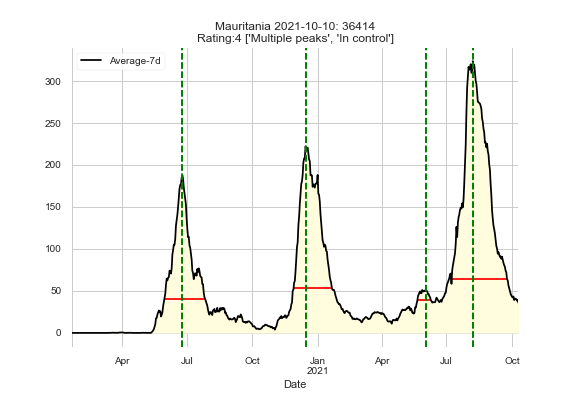 Mauritania 2021-10-10: 36414
Rating:4 ['Multiple peaks', 'In control']
Average-7d
300
250
200
150
100
50
0
Apr
Jul
Oct
Jan
2021
Apr
Jul
Oct
Date